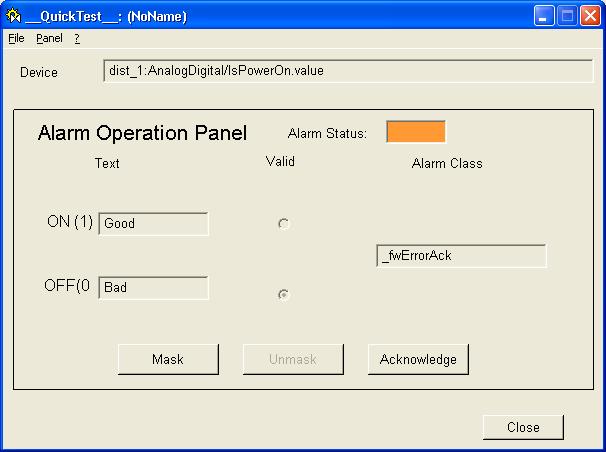 __QuickTest__: (NoName)
File Panel ?
Device dist_1:AnalogDigital/IsPowerOn.value
Alarm Operation Panel Alarm Status:
Text Valid Alarm Class
ON (1) Good
_fwErrorAck
OFF(0 Bad
Mask Unmask Acknowledge
Close